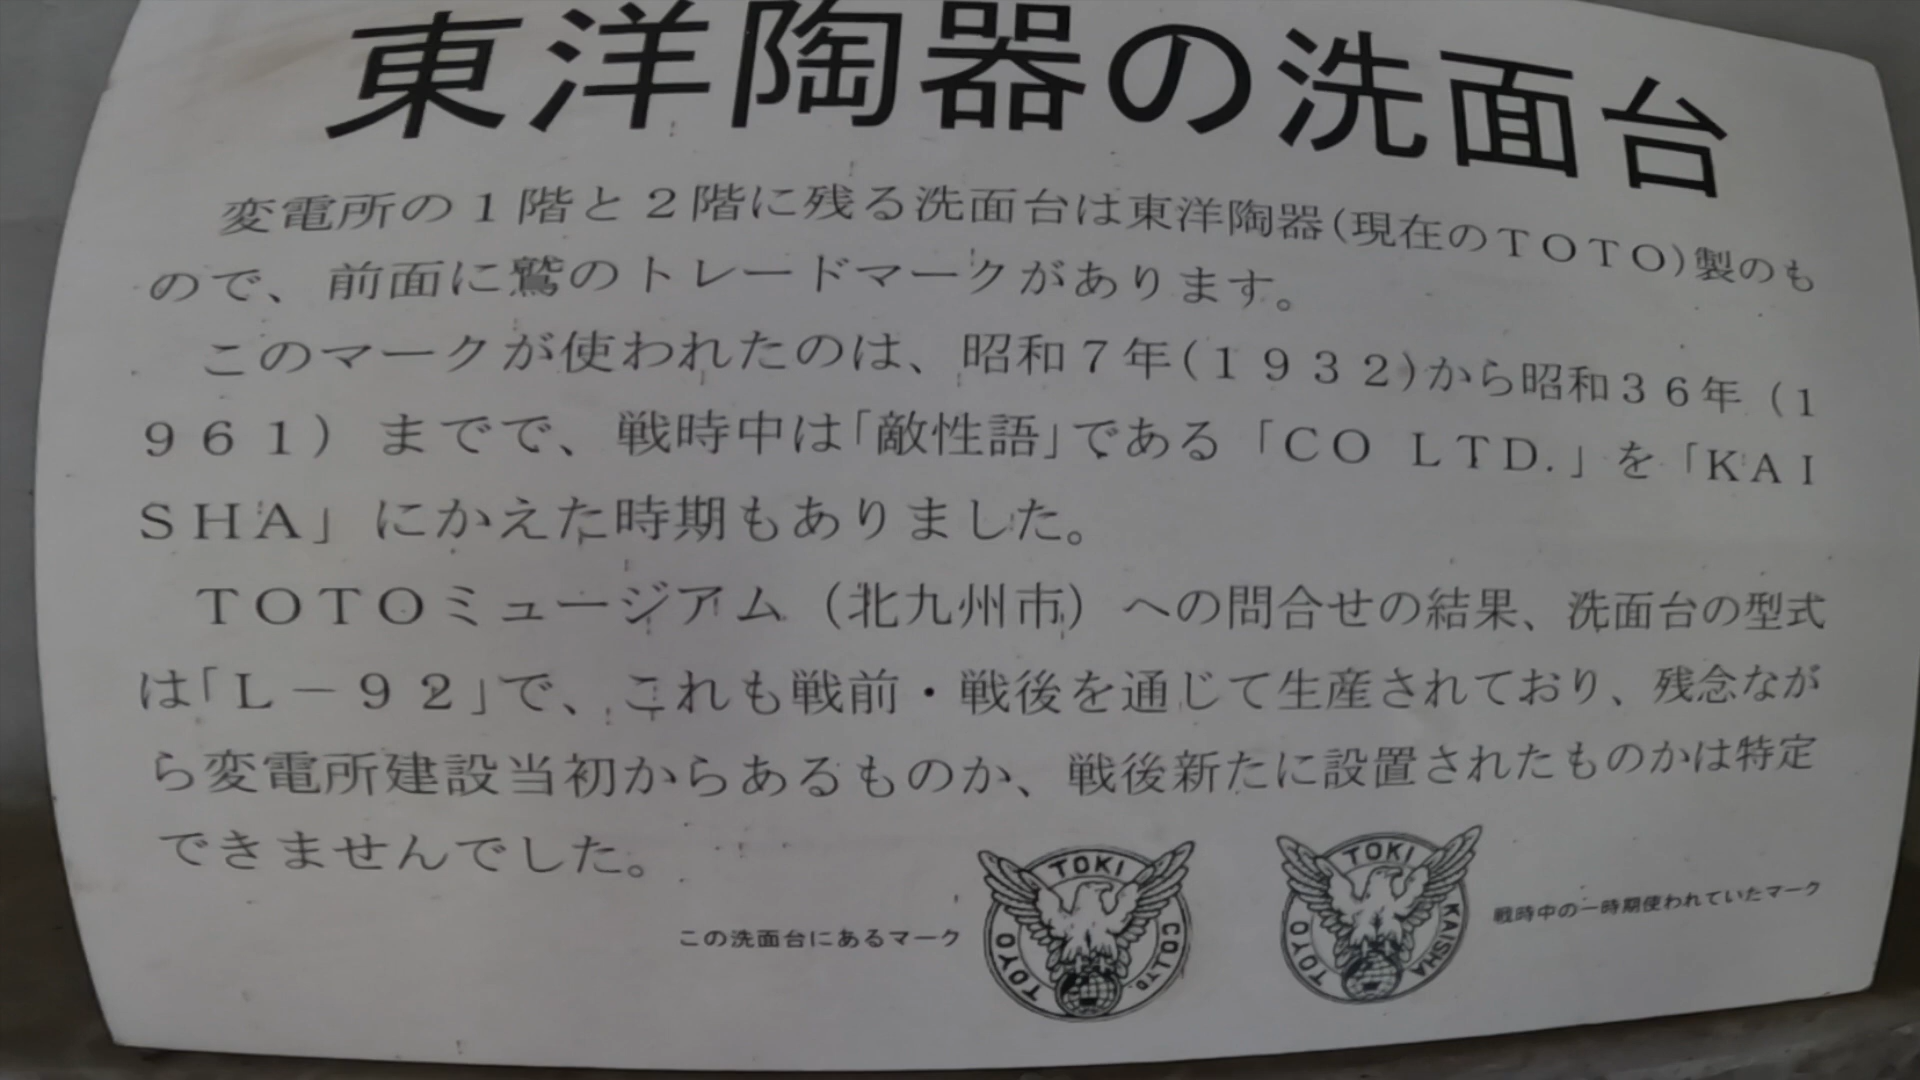 東洋陶器の洗面台
変電所の１階と２階に残る洗面台は東洋陶器(現在のＴＯＴＯ)製のも
ので、前面に鷲のトレードマークがあります。
このマークが使われたのは、昭和７年(１９３２)から昭和３６年（１
９６１）までで、戦時中は「敵性語」である「ＣＯ ＬＴＤ.」を「ＫＡＩ
ＳＨＡ」にかえた時期もありました。
ＴＯＴＯミュージアム（北九州市）への問合せの結果、洗面台の型式
は「Ｌ－９２」で、これも戦前・戦後を通じて生産されており、残念なが
ら変電所建設当初からあるものか、戦後新たに設置されたものかは特定
できませんでした。
この洗面台にあるマーク
TOYO TOKI CO.LTD.
TOYO TOKI KAISHA
戦時中の一時期使われていたマーク